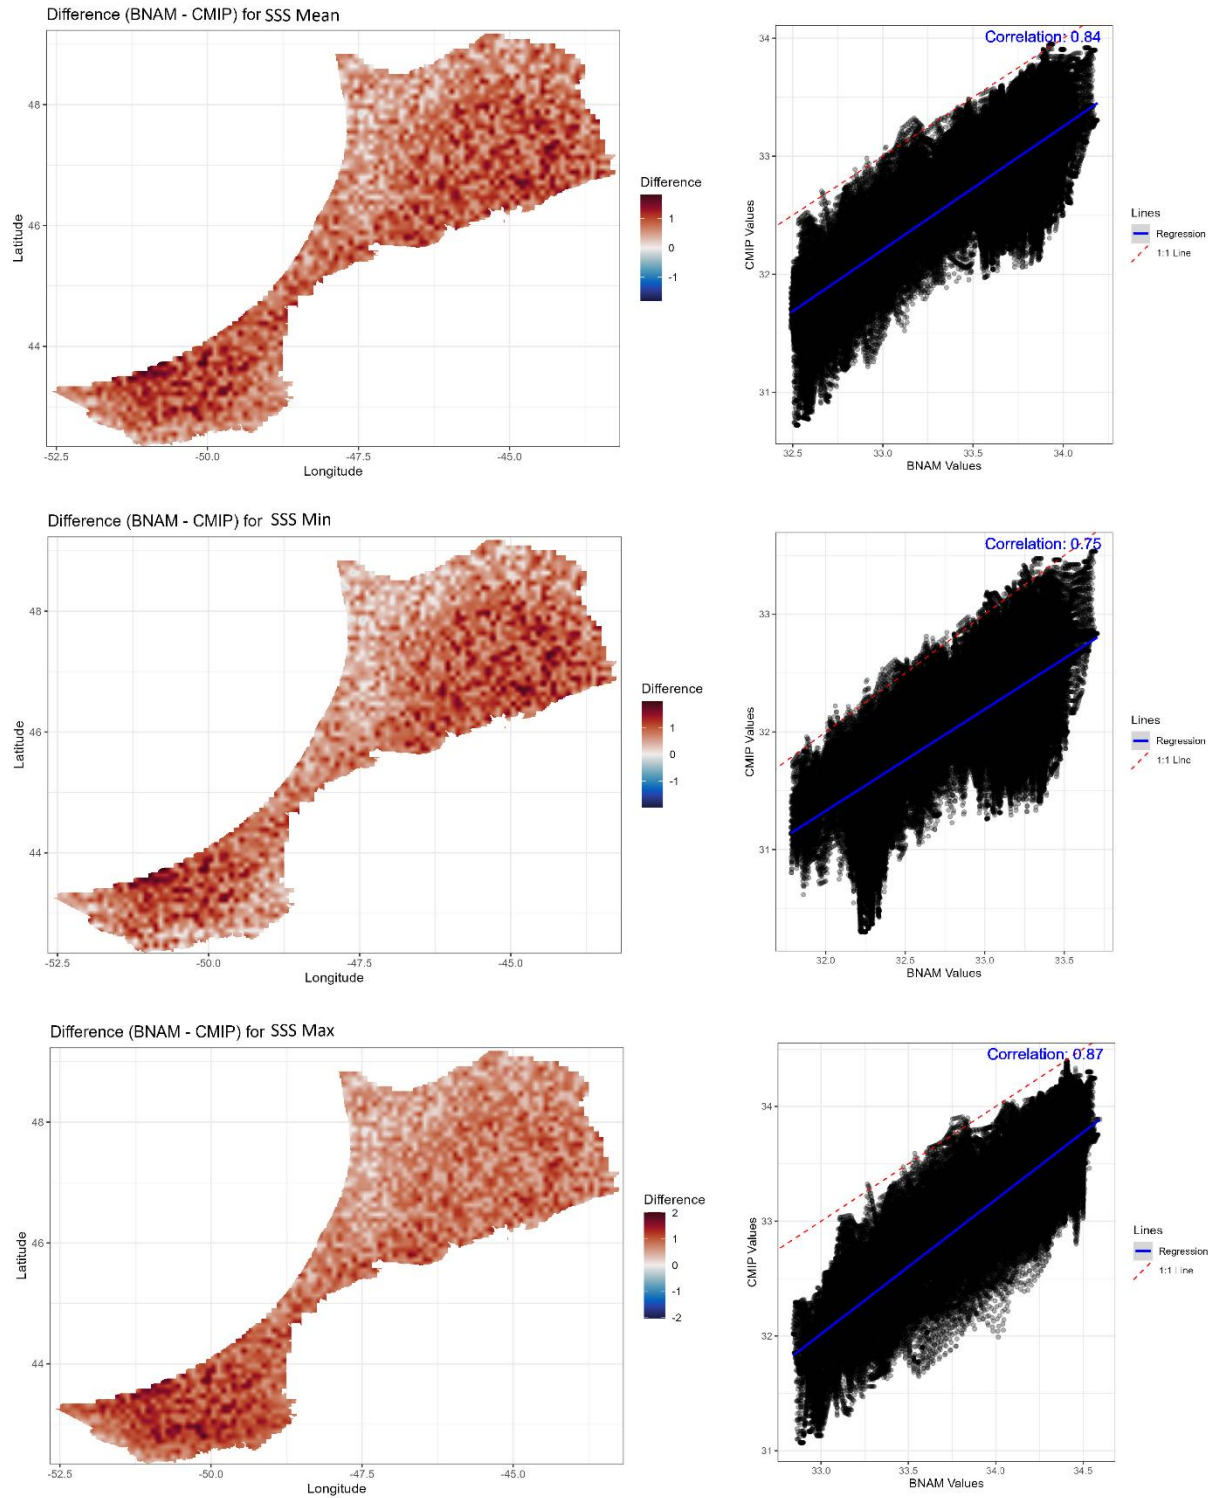 Difference (BNAM - CMIP) for SSS Mean
Latitude
48
46
44
-52.5
-50.0
-47.5
-45.0
Longitude
Difference
1
0
-1
Correlation: 0.84
CMIP Values
34
33
32
31
32.5
33.0
33.5
34.0
BNAM Values
Lines
Regression
1:1 Line
Difference (BNAM - CMIP) for SSS Min
Latitude
48
46
44
-52.5
-50.0
-47.5
-45.0
Longitude
Difference
1
0
-1
Correlation: 0.75
CMIP Values
33
32
31
32.0
32.5
33.0
33.5
BNAM Values
Lines
Regression
1:1 Line
Difference (BNAM - CMIP) for SSS Max
Latitude
48
46
44
-52.5
-50.0
-47.5
-45.0
Longitude
Difference
2
1
0
-1
-2
Correlation: 0.87
CMIP Values
34
33
32
31
33.0
33.5
34.0
34.5
BNAM Values
Lines
Regression
1:1 Line